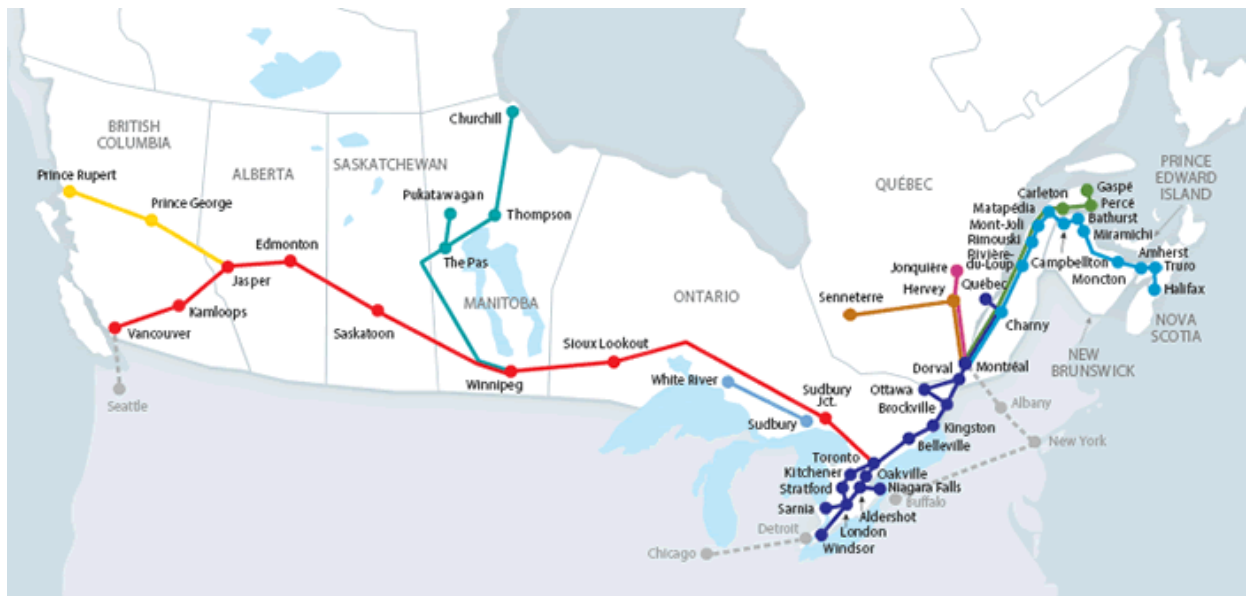 Churchill
BRITISH
COLUMBIA
SASKATCHEWAN
ALBERTA
Prince Rupert
Pukatawagan
Prince George
Thompson
Edmonton
The Pas
Jasper
MANITOBA
Kamloops
Vancouver
Saskatoon
Winnipeg
Seattle
ONTARIO
Sioux Lookout
White River
Sudbury
Sudbury
Jct.
QUÉBEC
PRINCE
EDWARD
ISLAND
Carleton
Gaspé
Percé
Matapédia
Bathurst
Mont-Joli
Miramichi
Rimouski
Rivière-
du-Loup
Amherst
Truro
Campbellton
Moncton
Halifax
Jonquière
Hervey
Québec
Senneterre
Charny
NOVA
SCOTIA
NEW
BRUNSWICK
Dorval
Montréal
Ottawa
Brockville
Albany
Kingston
New York
Belleville
Toronto
Kitchener
Oakville
Stratford
Niagara Falls
Buffalo
Sarnia
Aldershot
London
Detroit
Windsor
Chicago